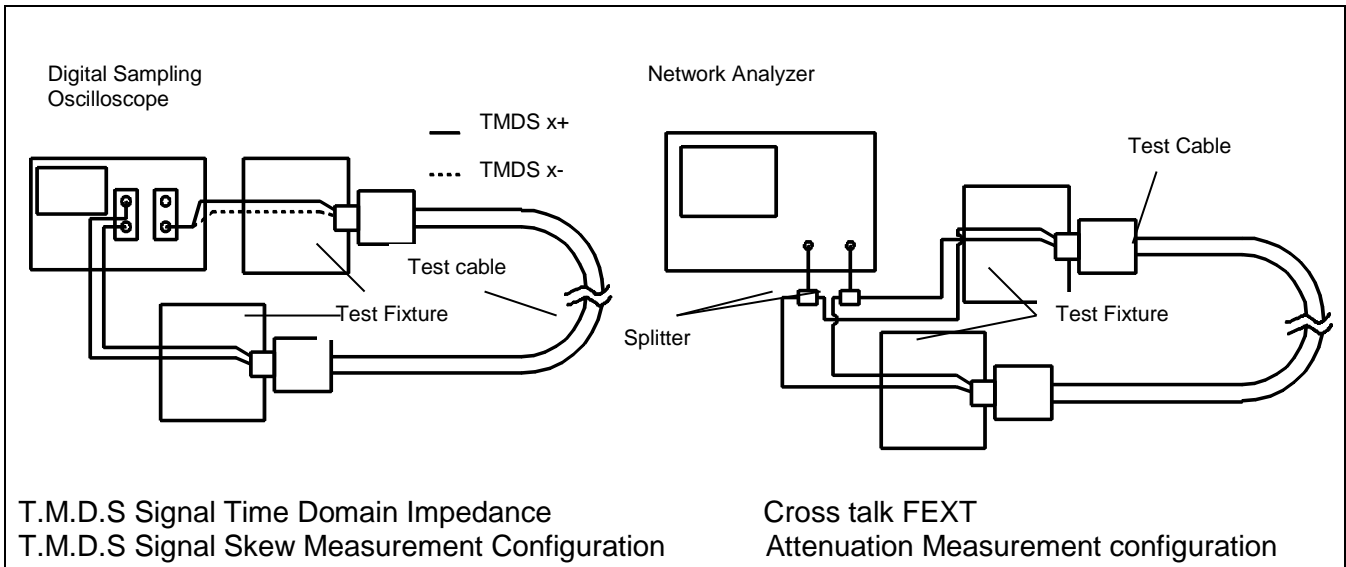 Digital Sampling
Oscilloscope
TMDS x+
TMDS x-
Test cable
Test Fixture
T.M.D.S Signal Time Domain Impedance
T.M.D.S Signal Skew Measurement Configuration
Network Analyzer
Test Cable
Splitter
Test Fixture
Cross talk FEXT
Attenuation Measurement configuration